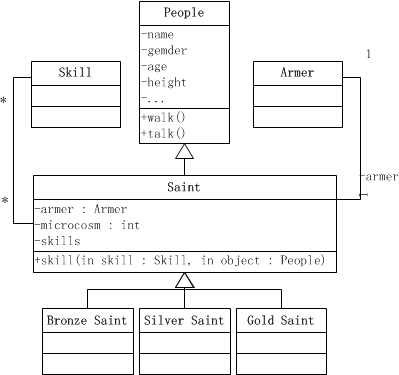 People
-name
-gemder
-age
-height
-...
+walk()
+talk()
Skill
Armer
1
*
*
-armer
1
Saint
-armer : Armer
-microcosm : int
-skills
+skill(in skill : Skill, in object : People)
Bronze Saint
Silver Saint
Gold Saint